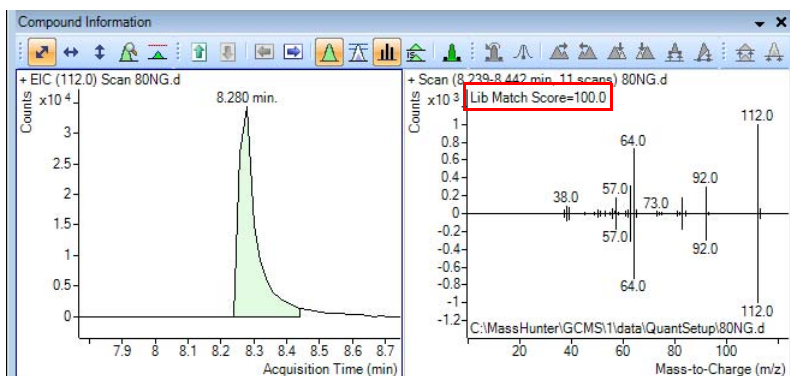 Compound Information
+ EIC (112.0) Scan 80NG.d
Counts
x10 4
8.280 min.
3
2.5
2
1.5
1
0.5
0
7.9 8 8.1 8.2 8.3 8.4 8.5 8.6 8.7
Acquisition Time (min)
+ Scan (8.239-8.442 min, 11 scans) 80NG.d
Counts
x10 3
Lib Match Score=100.0
1
0.8
0.6
0.4
0.2
0
-0.2
-0.4
-0.6
-0.8
-1
-1.2
112.0
64.0
92.0
57.0
38.0
73.0
57.0
92.0
64.0
112.0
C:\MassHunter\GCMS\1\data\QuantSetup\80NG.d
20 40 60 80 100
Mass-to-Charge (m/z)